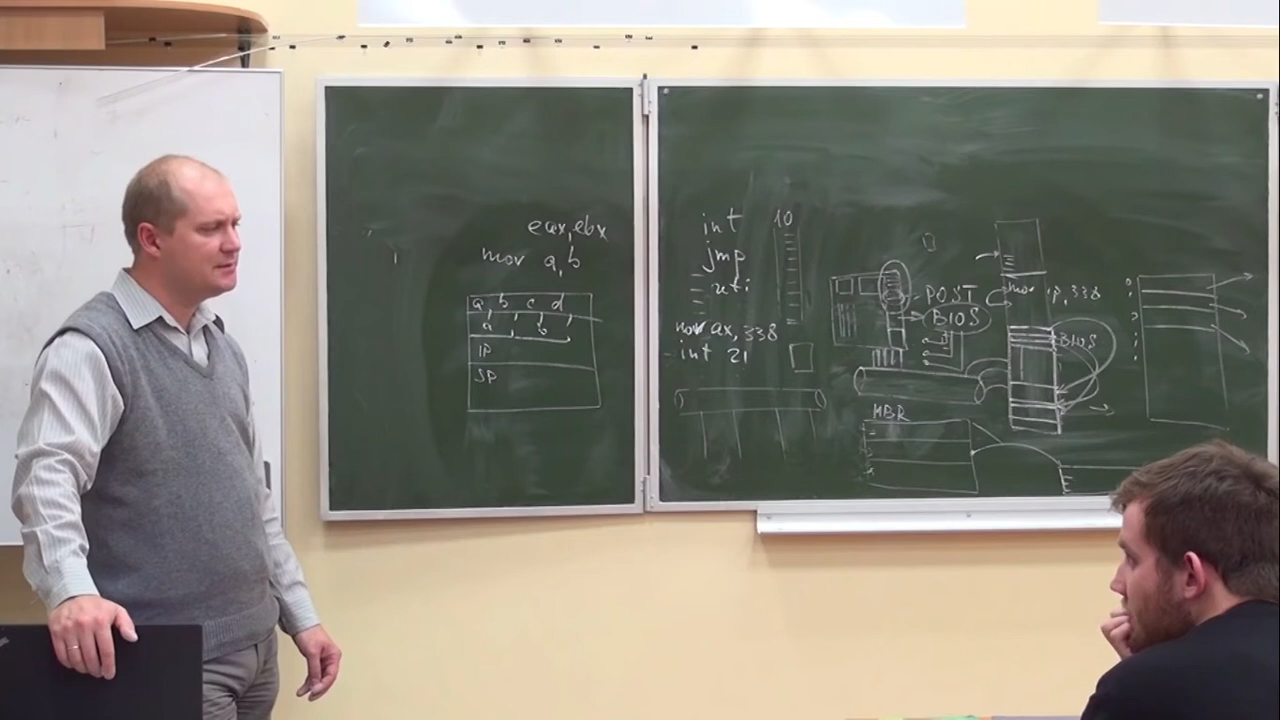 eax, ebx
mov a, b
a b c d
a b
IP
SP
int 10
jmp
mov ax, 338
int 21
POST
BIOS
MBR
mov ip, 338
BIOS